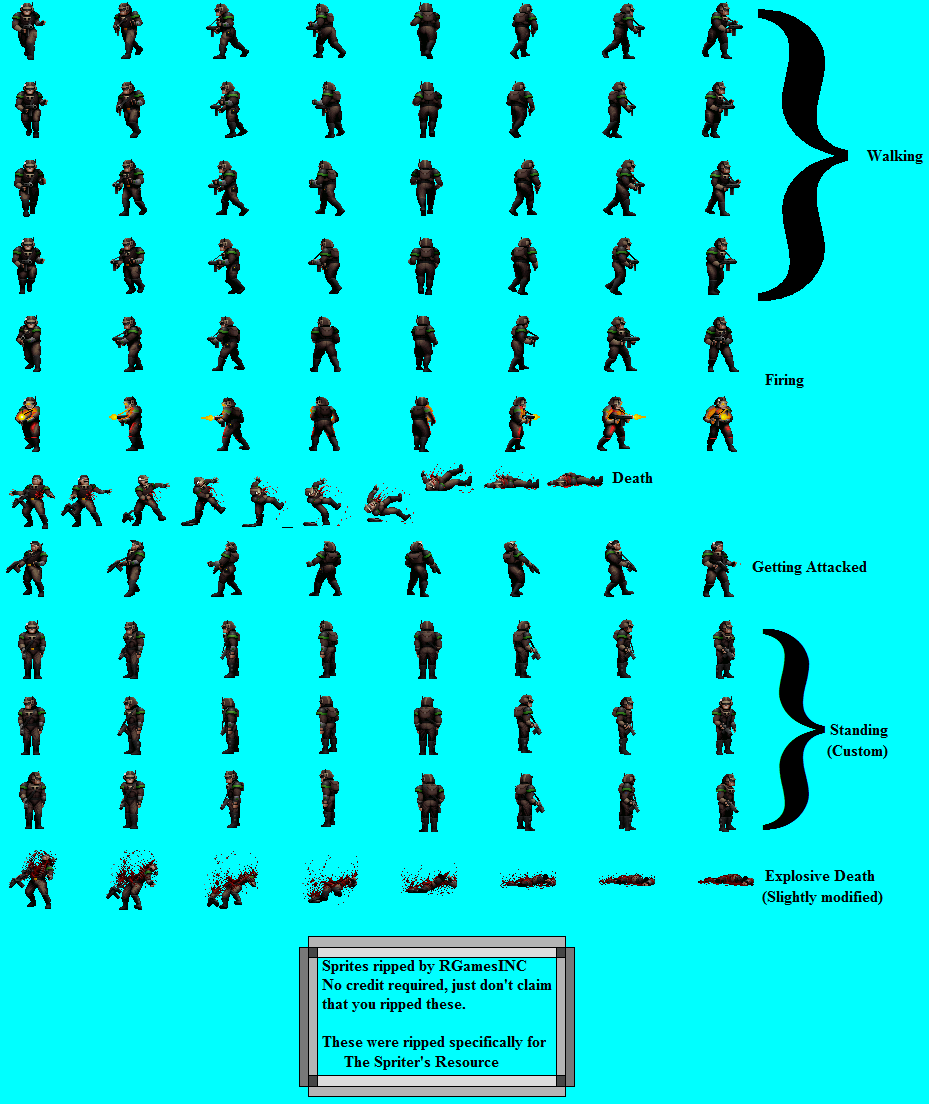 Walking
Firing
Death
Getting Attacked
Standing
(Custom)
Explosive Death
(Slightly modified)
Sprites ripped by RGamesINC
No credit required, just don't claim
that you ripped these.
These were ripped specifically for
The Spriter's Resource